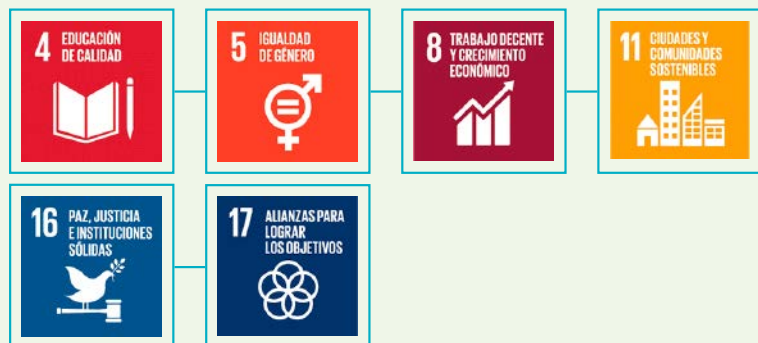 4 EDUCACIÓN
DE CALIDAD
5 IGUALDAD
DE GÉNERO
8 TRABAJO DECENTE
Y CRECIMIENTO
ECONÓMICO
11 CIUDADES Y
COMUNIDADES
SOSTENIBLES
16 PAZ, JUSTICIA
E INSTITUCIONES
SÓLIDAS
17 ALIANZAS PARA
LOGRAR
LOS OBJETIVOS